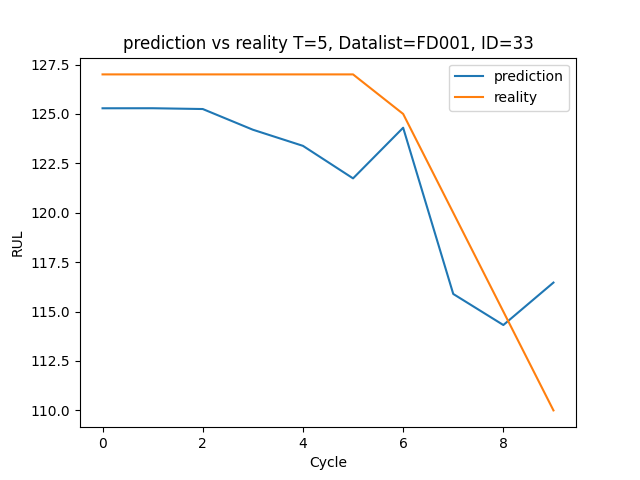 prediction vs reality T=5, Datalist=FD001, ID=33
prediction
reality
127.5
125.0
122.5
120.0
117.5
115.0
112.5
110.0
RUL
0 2 4 6 8
Cycle